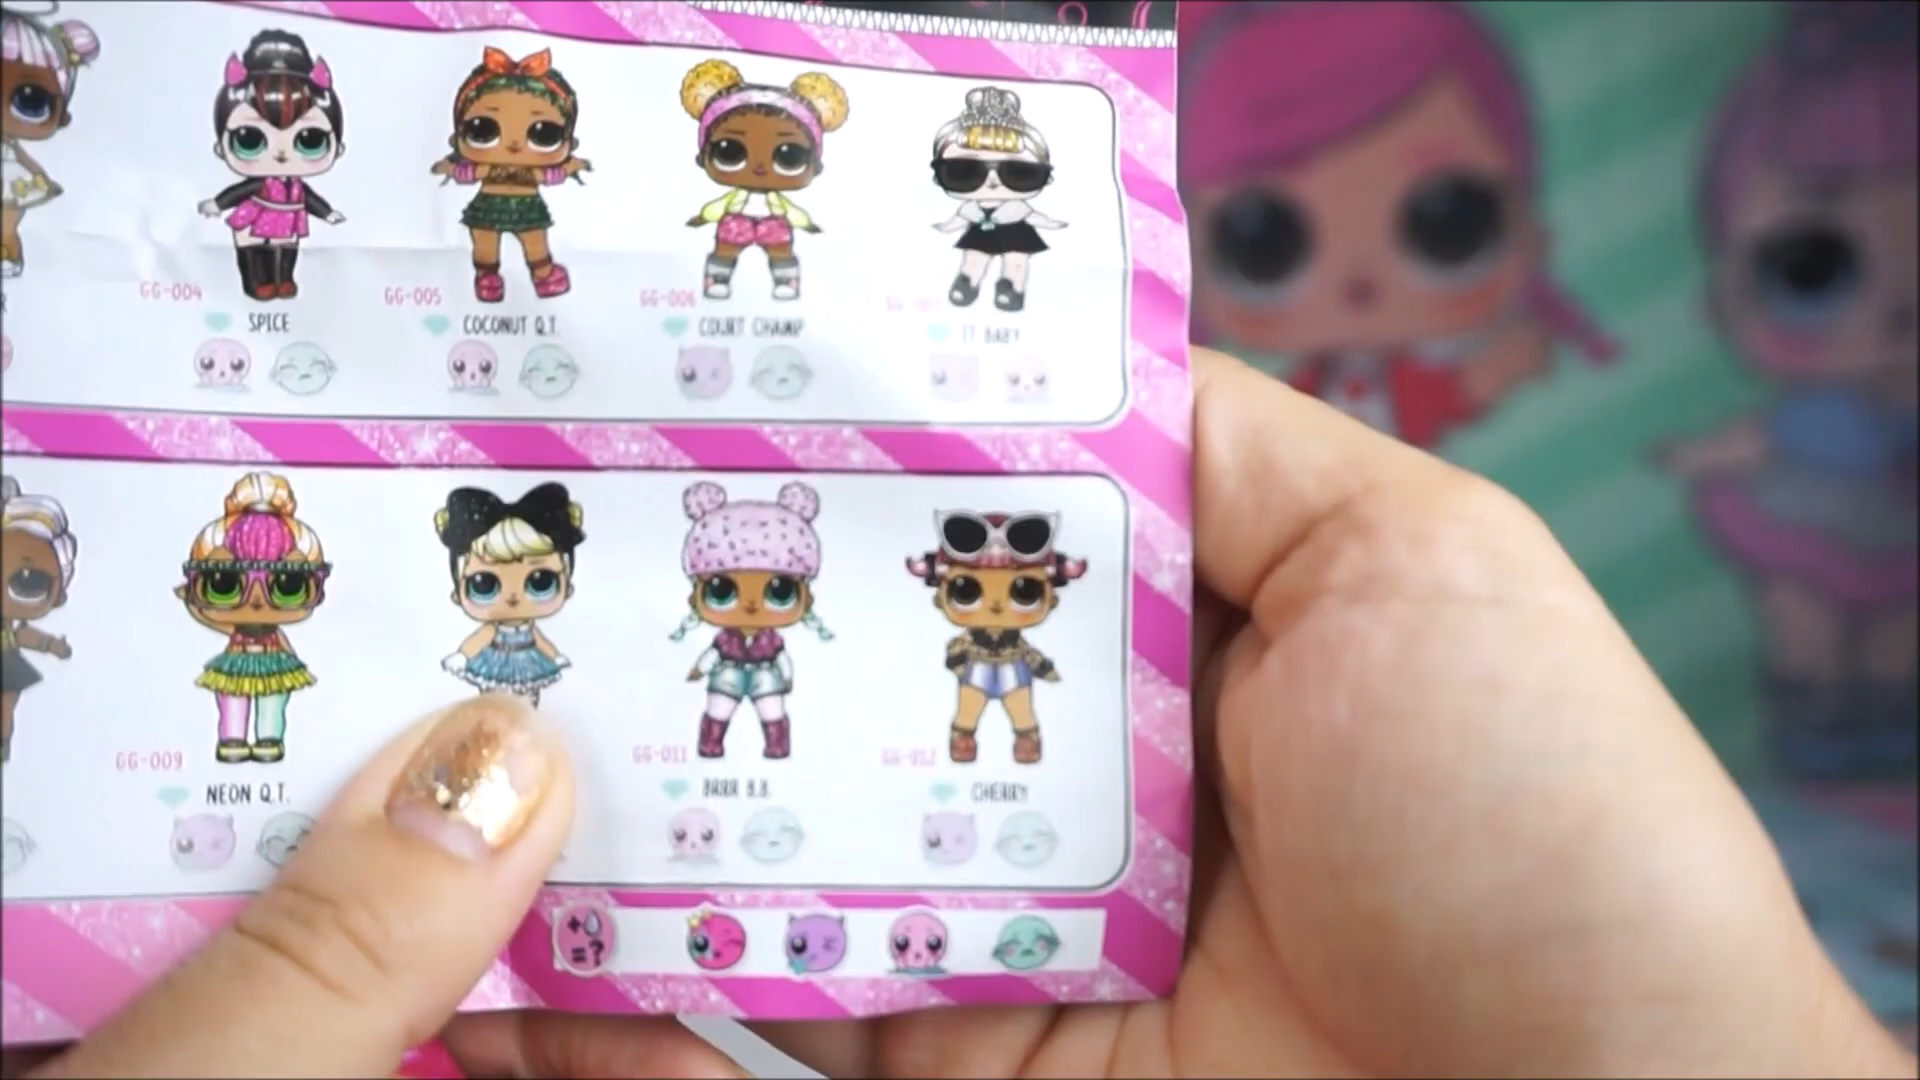 GG-004
SPICE
GG-005
COCONUT Q.T.
GG-006
COURT CHAMP
IT BABY
GG-009
NEON Q.T.
GG-011
BRRR B.B.
GG-012
CHERRY
+
= ?